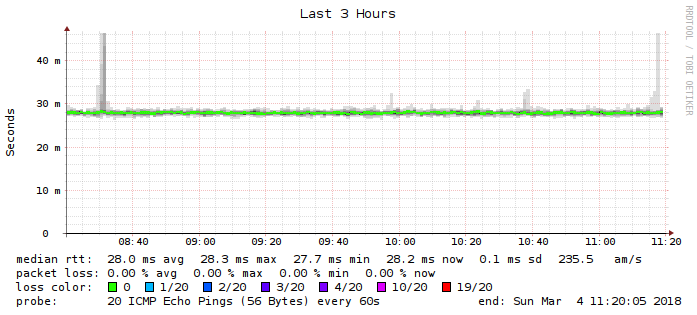 Last 3 Hours
RRDTOOL / TOBI OETIKER
Seconds
40 m
30 m
20 m
10 m
0
08:40 09:00 09:20 09:40 10:00 10:20 10:40 11:00 11:20
median rtt: 28.0 ms avg 28.3 ms max 27.7 ms min 28.2 ms now 0.1 ms sd 235.5 am/s
packet loss: 0.00 % avg 0.00 % max 0.00 % min 0.00 % now
loss color: 0 1/20 2/20 3/20 4/20 10/20 19/20
probe: 20 ICMP Echo Pings (56 Bytes) every 60s end: Sun Mar 4 11:20:05 2018